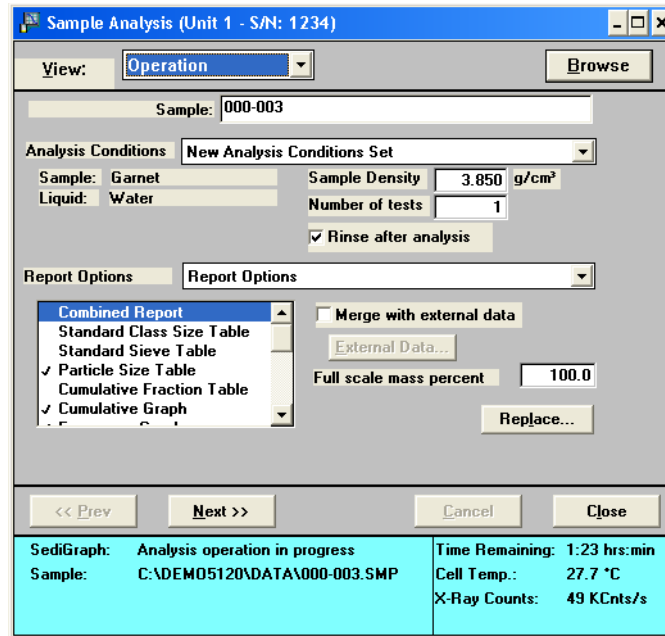 Sample Analysis (Unit 1 - S/N: 1234)
View: Operation Browse
Sample: 000-003
Analysis Conditions New Analysis Conditions Set
Sample: Garnet Sample Density 3.850 g/cm³
Liquid: Water Number of tests 1
Rinse after analysis
Report Options Report Options
Combined Report Merge with external data
Standard Class Size Table
Standard Sieve Table External Data...
Particle Size Table Full scale mass percent 100.0
Cumulative Fraction Table
Cumulative Graph Replace...
<< Prev Next >> Cancel Close
SediGraph: Analysis operation in progress Time Remaining: 1:23 hrs:min
Sample: C:\DEMO5120\DATA\000-003.SMP Cell Temp.: 27.7 °C
X-Ray Counts: 49 KCnts/s